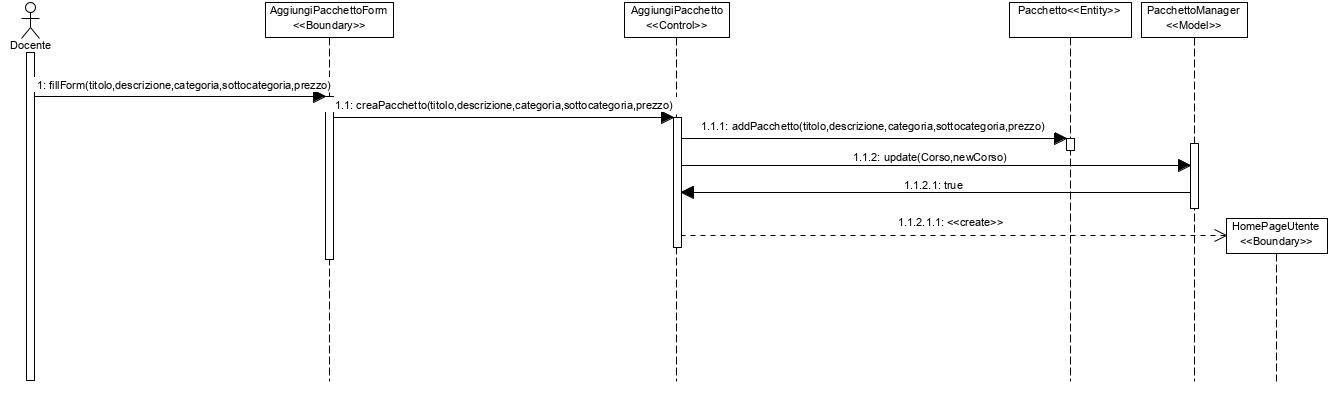 AggiungiPacchettoForm
<<Boundary>>
AggiungiPacchetto
<<Control>>
Pacchetto<<Entity>>
PacchettoManager
<<Model>>
Docente
1: fillForm(titolo,descrizione,categoria,sottocategoria,prezzo)
1.1: creaPacchetto(titolo,descrizione,categoria,sottocategoria,prezzo)
1.1.1: addPacchetto(titolo,descrizione,categoria,sottocategoria,prezzo)
1.1.2: update(Corso,newCorso)
1.1.2.1: true
1.1.2.1.1: <<create>>
HomePageUtente
<<Boundary>>